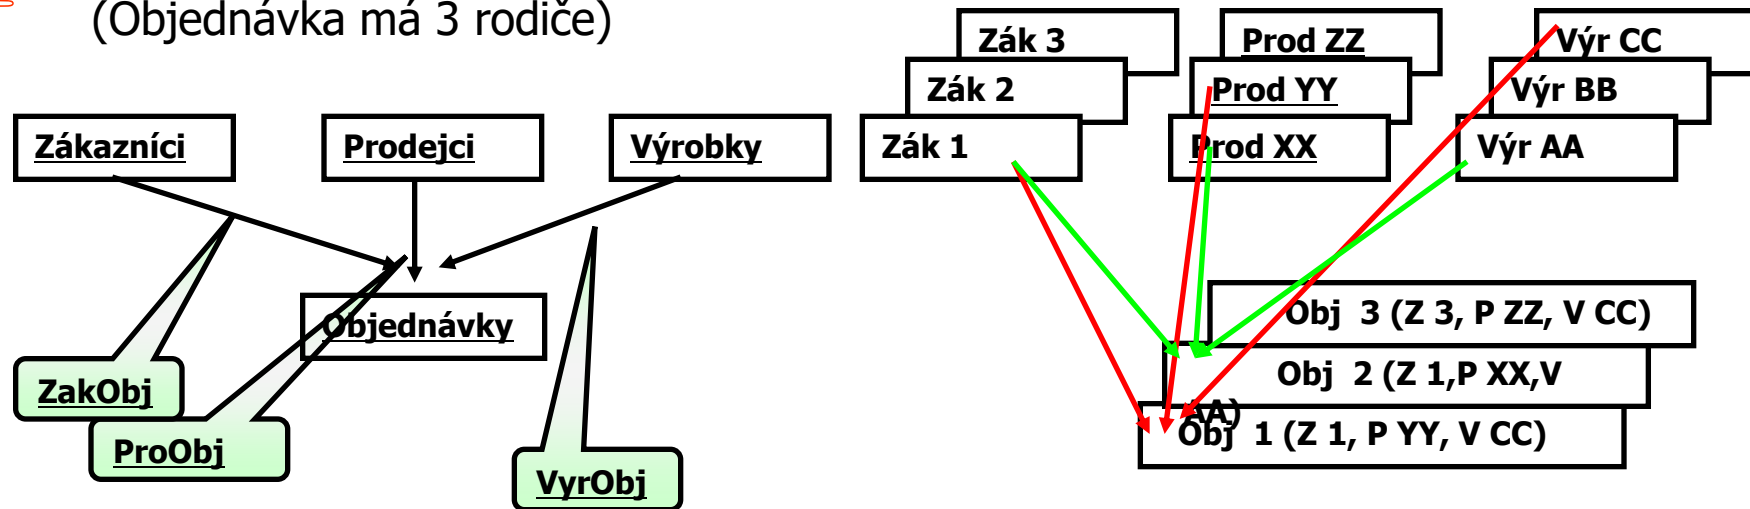 (Objednávka má 3 rodiče)
Zákazníci
Prodejci
Výrobky
Objednávky
ZakObj
ProObj
VyrObj
Zák 3
Prod ZZ
Výr CC
Zák 2
Prod YY
Výr BB
Zák 1
Prod XX
Výr AA
Obj 3 (Z 3, P ZZ, V CC)
Obj 2 (Z 1,P XX,V
AA)
Obj 1 (Z 1, P YY, V CC)